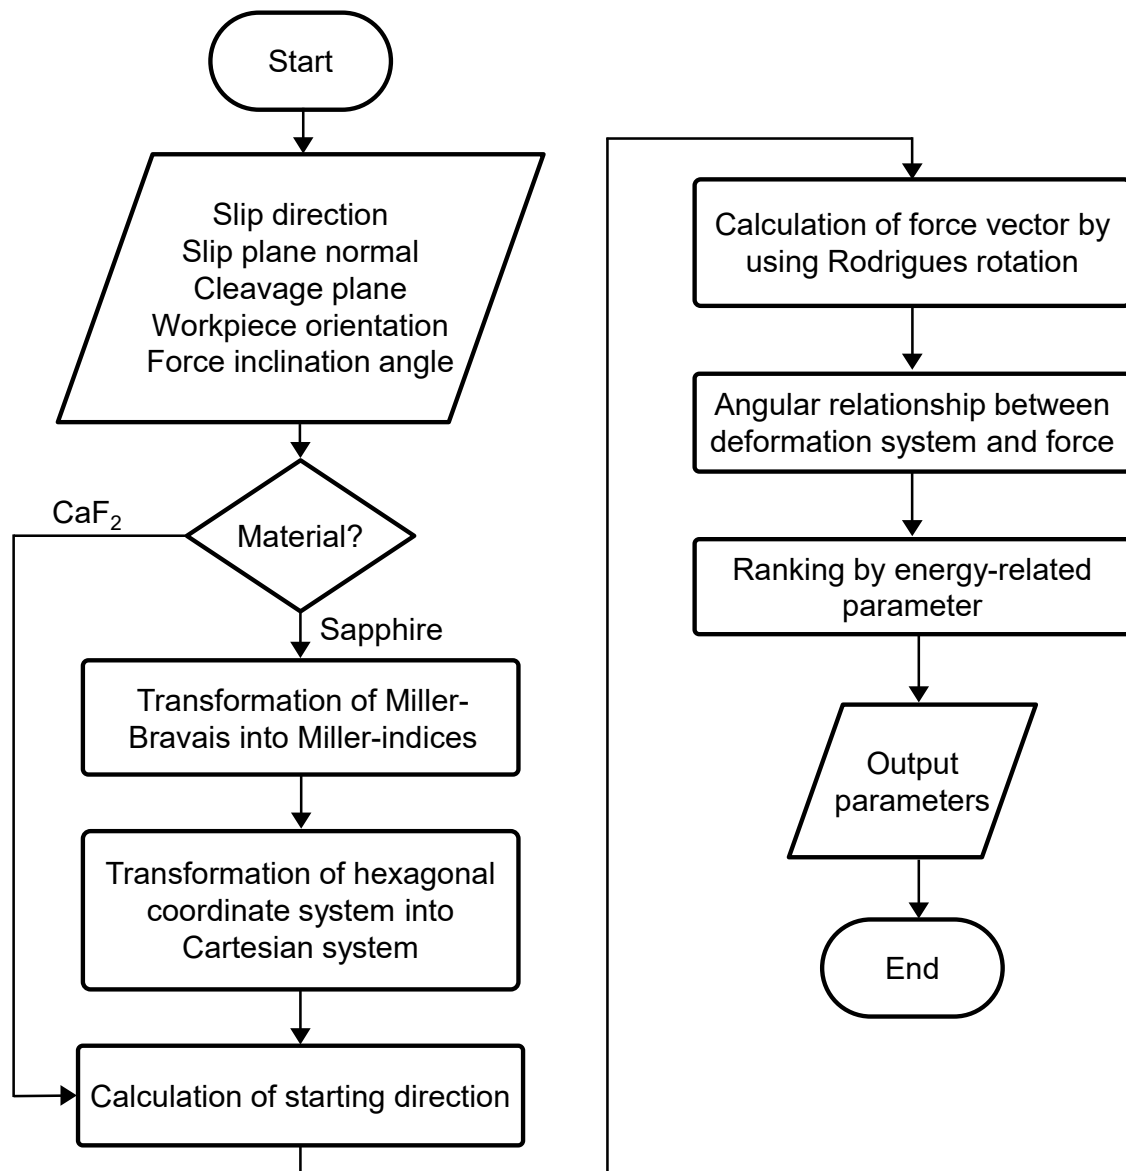 Start
Slip direction
Slip plane normal
Cleavage plane
Workpiece orientation
Force inclination angle
CaF₂
Material?
Sapphire
Transformation of Miller-
Bravais into Miller-indices
Transformation of hexagonal
coordinate system into
Cartesian system
Calculation of starting direction
Calculation of force vector by
using Rodrigues rotation
Angular relationship between
deformation system and force
Ranking by energy-related
parameter
Output
parameters
End